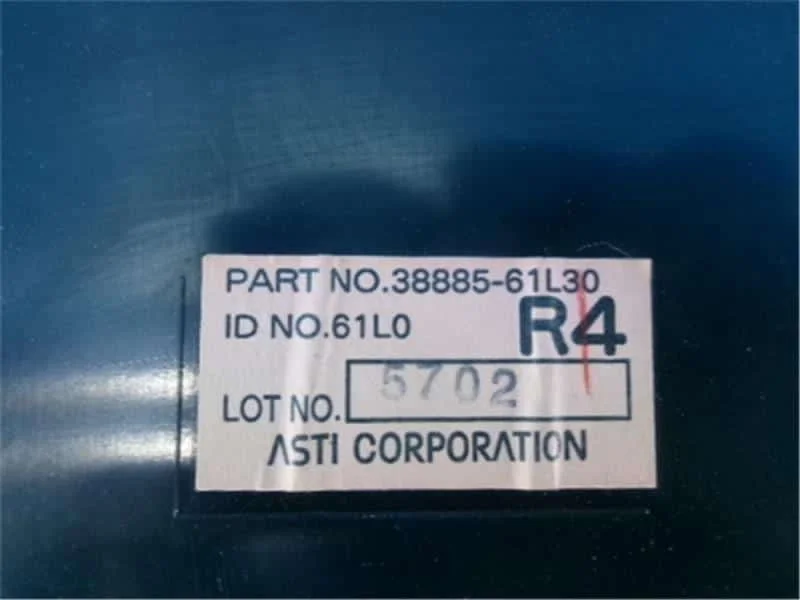 PART NO.38885-61L30
ID NO.61L0 R4
LOT NO. 5702
ASTI CORPORATION